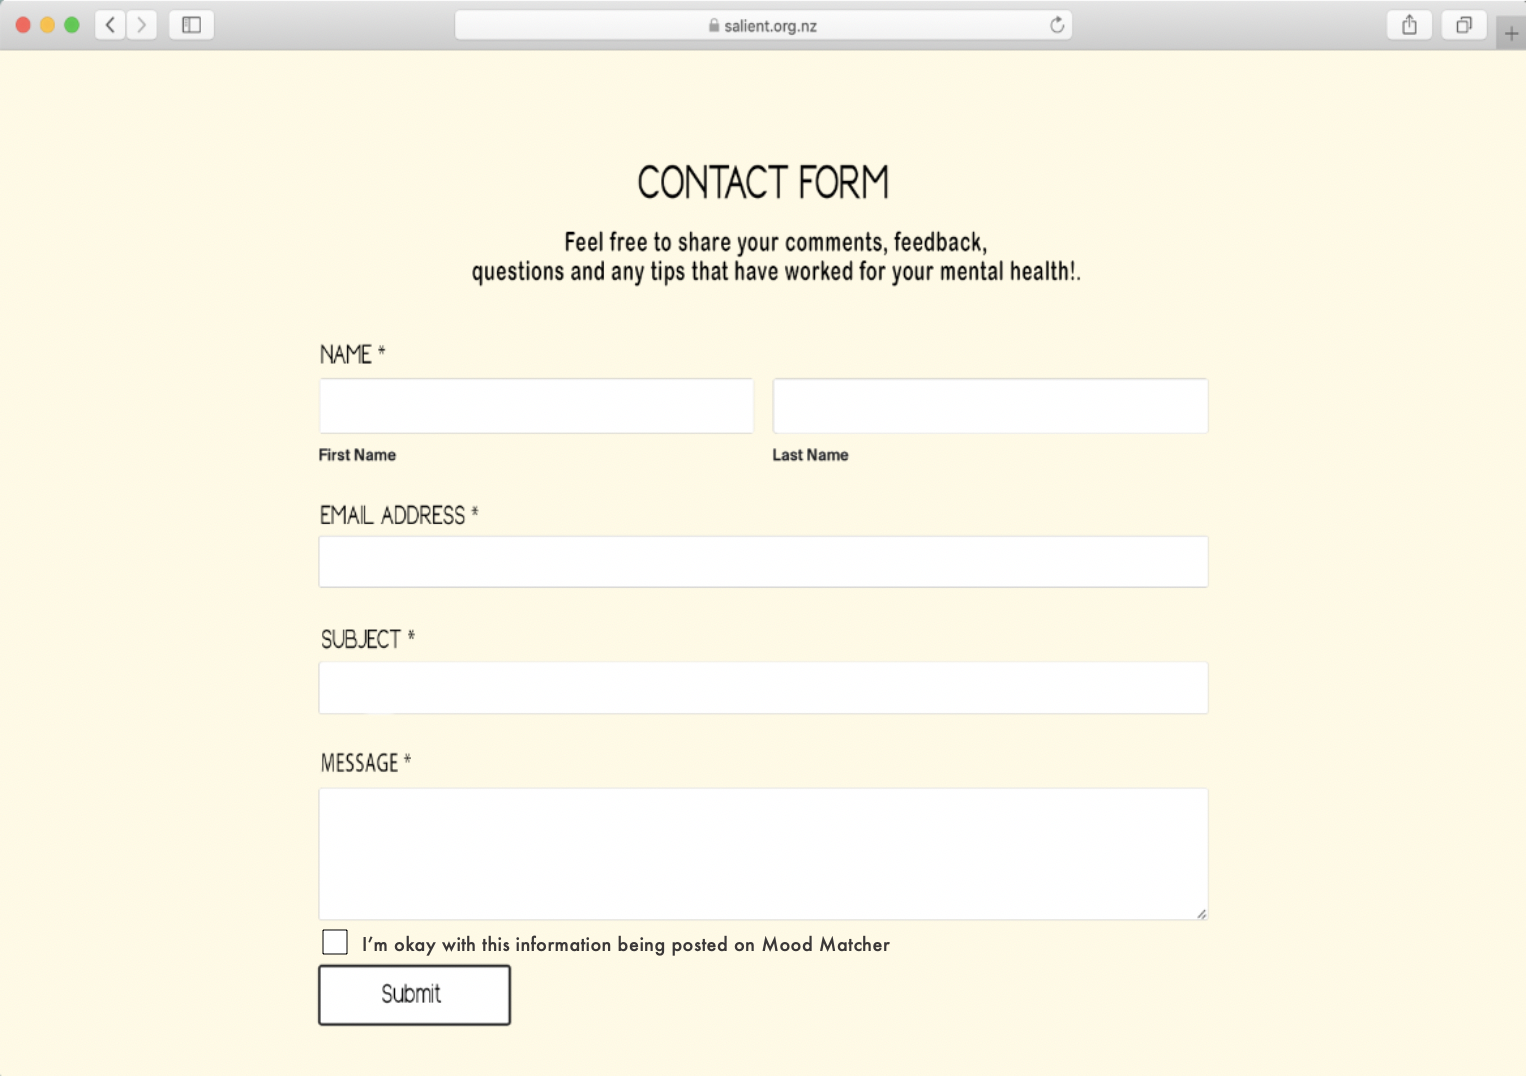 salient.org.nz
CONTACT FORM
Feel free to share your comments, feedback,
questions and any tips that have worked for your mental health!.
NAME *
First Name
Last Name
EMAIL ADDRESS *
SUBJECT *
MESSAGE *
I'm okay with this information being posted on Mood Matcher
Submit